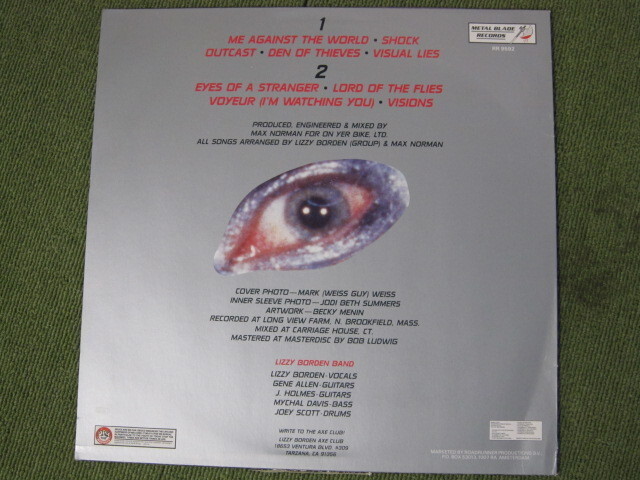 1
ME AGAINST THE WORLD • SHOCK
OUTCAST • DEN OF THIEVES • VISUAL LIES
2
EYES OF A STRANGER • LORD OF THE FLIES
VOYEUR (I'M WATCHING YOU) • VISIONS
METAL BLADE
RECORDS
PRODUCED, ENGINEERED & MIXED BY
MAX NORMAN FOR ON YER BIKE, LTD.
ALL SONGS ARRANGED BY LIZZY BORDEN (GROUP) & MAX NORMAN
COVER PHOTO—MARK (WEISS GUY) WEISS
INNER SLEEVE PHOTO—JODI BETH SUMMERS
ARTWORK—BECKY MENIN
RECORDED AT LONG VIEW FARM, N. BROOKFIELD, MASS.
MIXED AT CARRIAGE HOUSE, CT.
MASTERED AT MASTERDISC BY BOB LUDWIG
LIZZY BORDEN BAND
LIZZY BORDEN-VOCALS
GENE ALLEN-GUITARS
J. HOLMES-GUITARS
MYCHAL DAVIS-BASS
JOEY SCOTT-DRUMS
WRITE TO THE AXE CLUB!
LIZZY BORDEN AXE CLUB
VENTURA BLVD.
TARZANA, CA